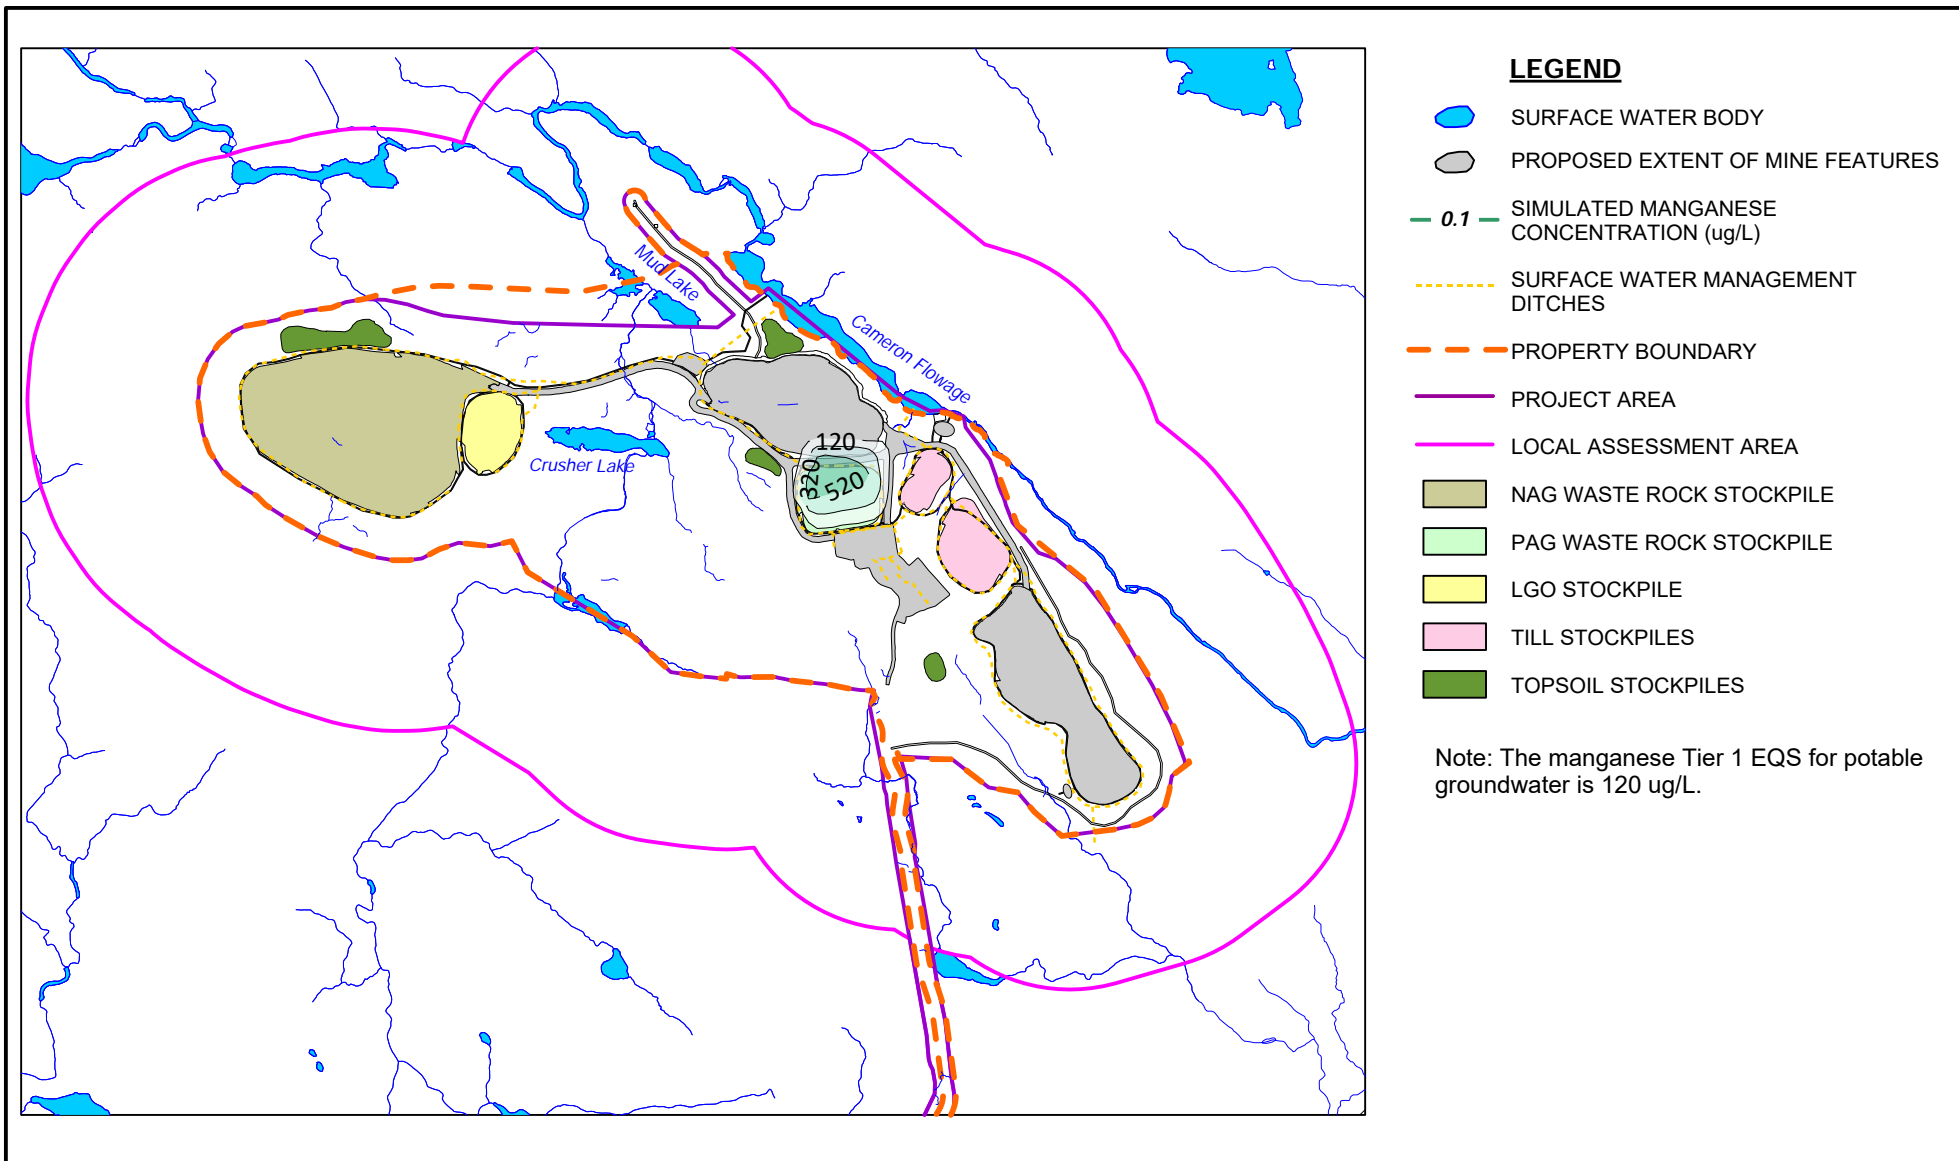 LEGEND
SURFACE WATER BODY
PROPOSED EXTENT OF MINE FEATURES
0.1
SIMULATED MANGANESE
CONCENTRATION (ug/L)
SURFACE WATER MANAGEMENT
DITCHES
PROPERTY BOUNDARY
PROJECT AREA
LOCAL ASSESSMENT AREA
NAG WASTE ROCK STOCKPILE
PAG WASTE ROCK STOCKPILE
LGO STOCKPILE
TILL STOCKPILES
TOPSOIL STOCKPILES
Note: The manganese Tier 1 EQS for potable
groundwater is 120 ug/L.
Mud Lake
Cameron Flowage
Crusher Lake
120
320
520